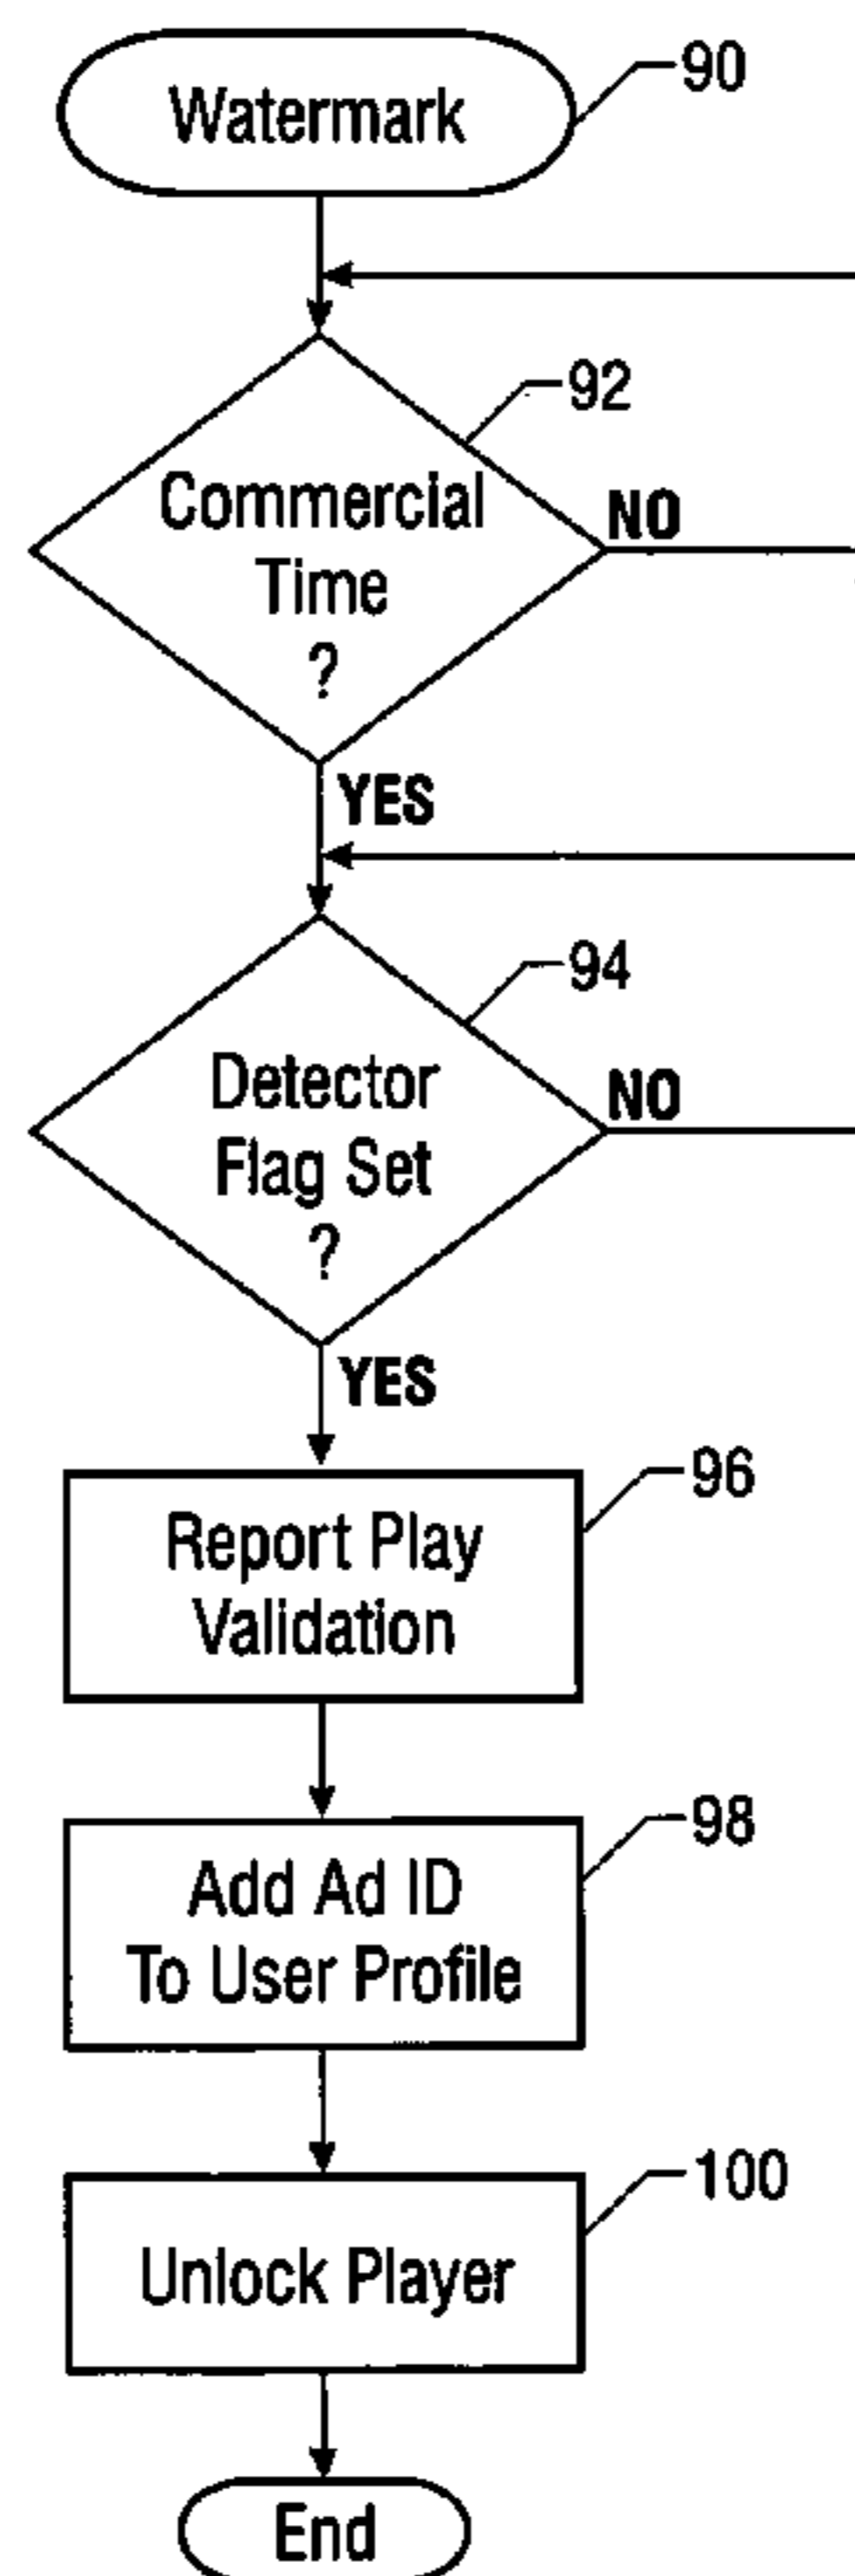 Watermark
90
92
Commercial
Time
?
NO
YES
94
Detector
Flag Set
?
NO
YES
96
Report Play
Validation
98
Add Ad ID
To User Profile
100
Unlock Player
End